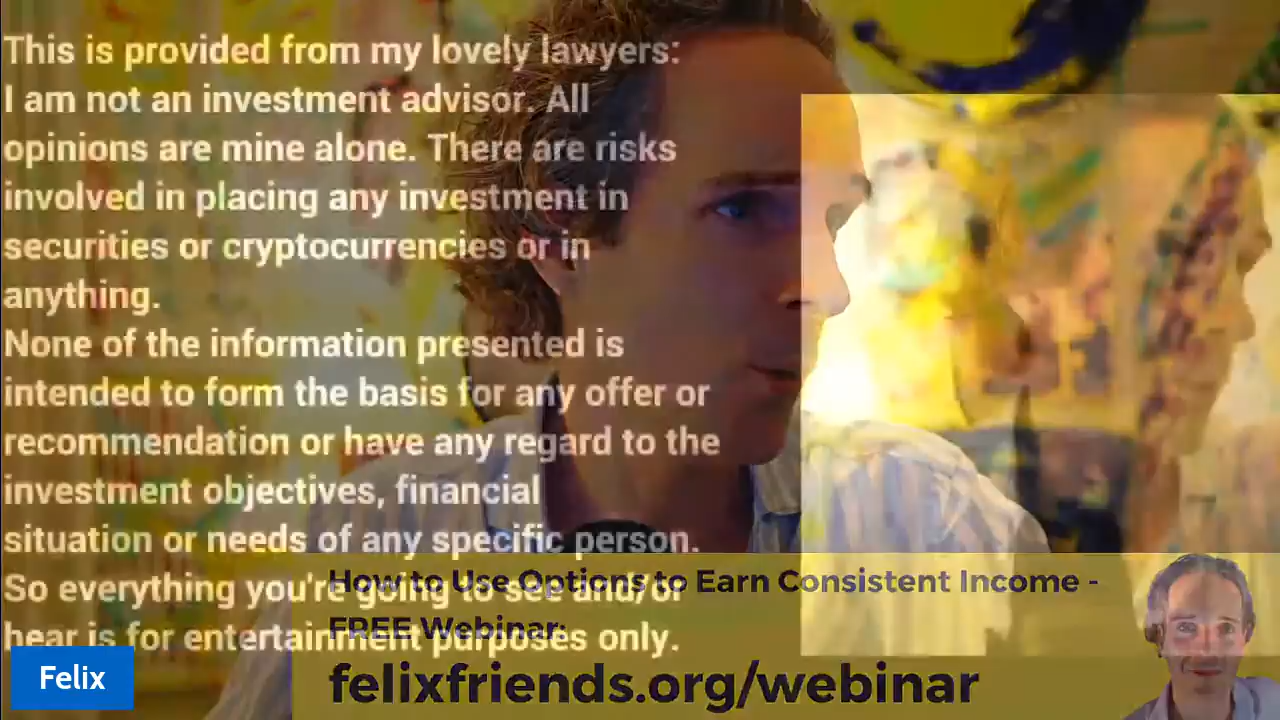 This is provided from my lovely lawyers:
I am not an investment advisor. All
opinions are mine alone. There are risks
involved in placing any investment in
securities or cryptocurrencies or in
anything.
None of the information presented is
intended to form the basis for any offer or
recommendation or have any regard to the
investment objectives, financial
situation or needs of any specific person.
So everything you're going to see and/or
hear is for entertainment purposes only.
How to Use Options to Earn Consistent Income -
FREE Webinar:
felixfriends.org/webinar
Felix